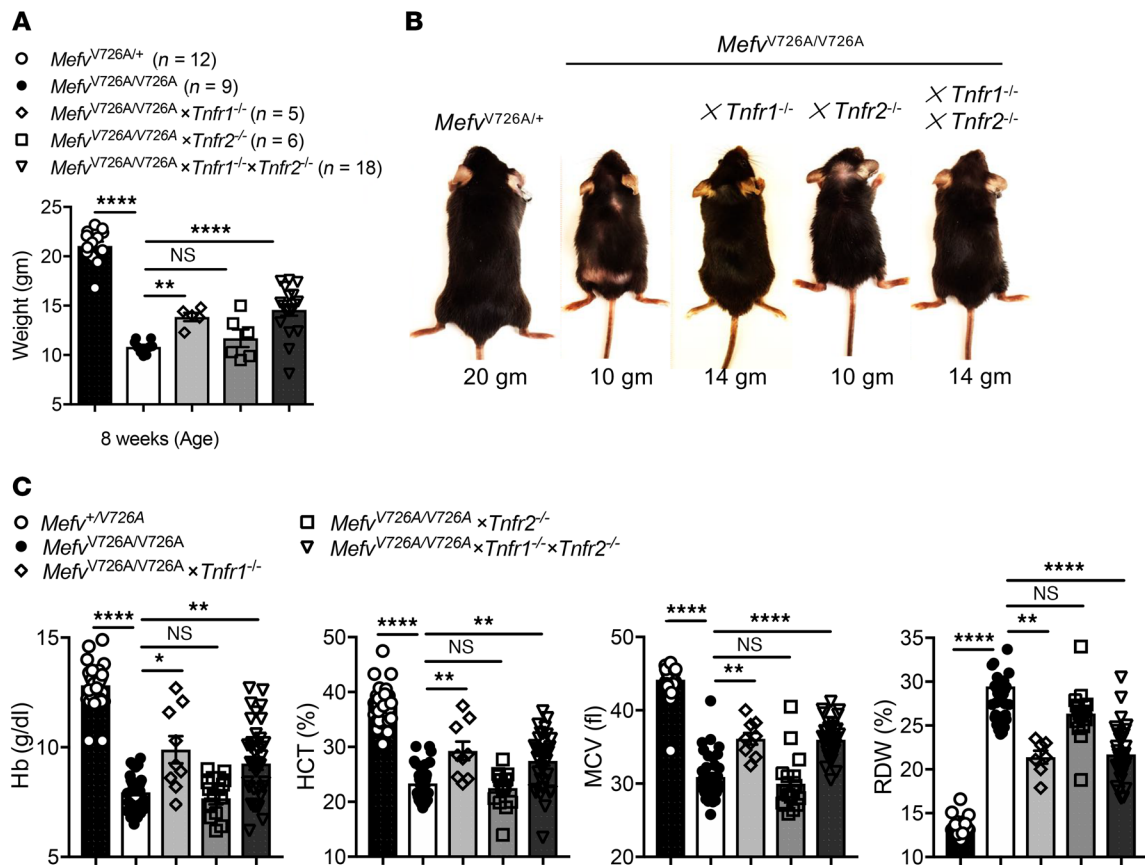 A
MefvV726A/+ (n = 12)
MefvV726A/V726A (n = 9)
MefvV726A/V726A×Tnfr1-/- (n = 5)
MefvV726A/V726A×Tnfr2-/- (n = 6)
MefvV726A/V726A×Tnfr1-/-×Tnfr2-/- (n = 18)
25
20
15
10
5
Weight (gm)
****
****
NS
**
8 weeks (Age)
B
MefvV726A/V726A
MefvV726A/+
× Tnfr1-/-
× Tnfr2-/-
× Tnfr1-/-
× Tnfr2-/-
20 gm
10 gm
14 gm
10 gm
14 gm
C
Mefv+/V726A
MefvV726A/V726A
MefvV726A/V726A×Tnfr1-/-
MefvV726A/V726A×Tnfr2-/-
MefvV726A/V726A×Tnfr1-/-×Tnfr2-/-
15
10
5
Hb (g/dl)
****
**
NS
*
50
40
30
20
10
HCT (%)
****
**
NS
**
50
40
30
20
MCV (fl)
****
****
NS
**
35
30
25
20
15
10
RDW (%)
****
****
NS
**